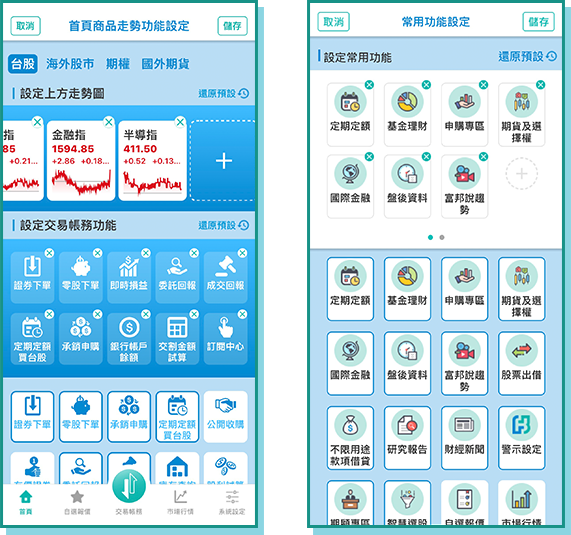 取消 首頁商品走勢功能設定 儲存
台股 海外股市 期權 國外期貨
設定上方走勢圖 還原預設
指 金融指 半導指
85 1594.85 411.50
+0.21... +2.86 +0.18... +0.52 +0.13...
設定交易帳務功能 還原預設
證券下單 零股下單 即時損益 委託回報 成交回報
定期定額 承銷申購 銀行帳戶 交割金額 訂閱中心
買台股 餘額 試算
證券下單 零股下單 承銷申購 定期定額 公開收購
買台股
首頁 自選報價 交易帳務 市場行情 系統設定
取消 常用功能設定 儲存
設定常用功能 還原預設
定期定額 基金理財 申購專區 期貨及選
擇權
國際金融 盤後資料 富邦說趨
勢
定期定額 基金理財 申購專區 期貨及選
擇權
國際金融 盤後資料 富邦說趨 股票出借
勢
不限用途 研究報告 財經新聞 警示設定
款項借貸
期顧專區 智慧選股 自選報價 市場行情